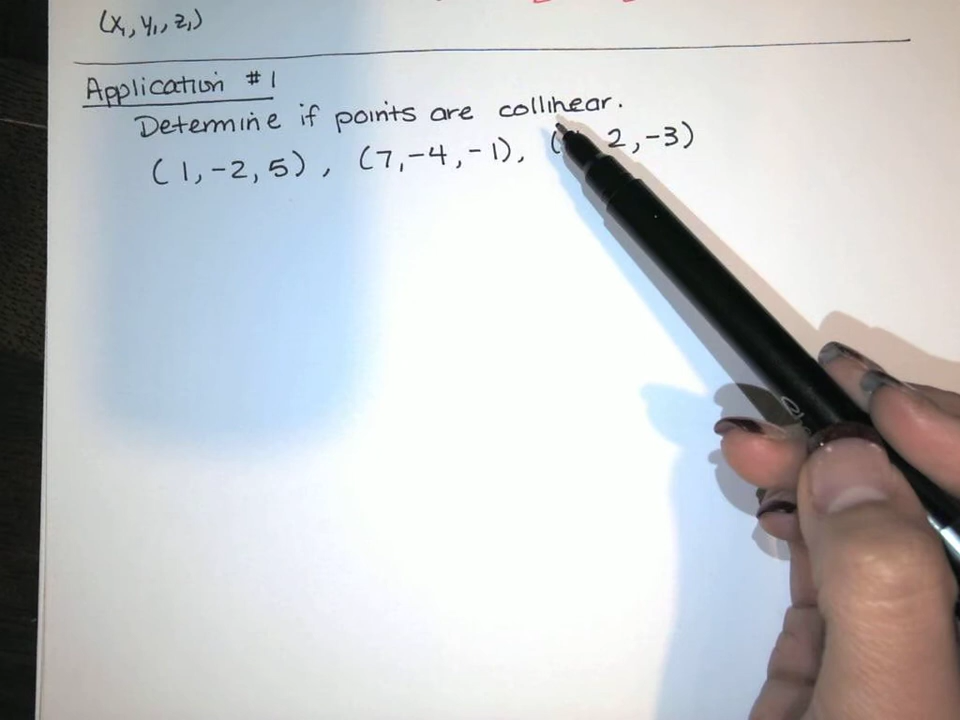 (x₁, y₁, z₁)
Application #1
Determine if points are collinear.
(1, -2, 5), (7, -4, -1), ( 2, -3)